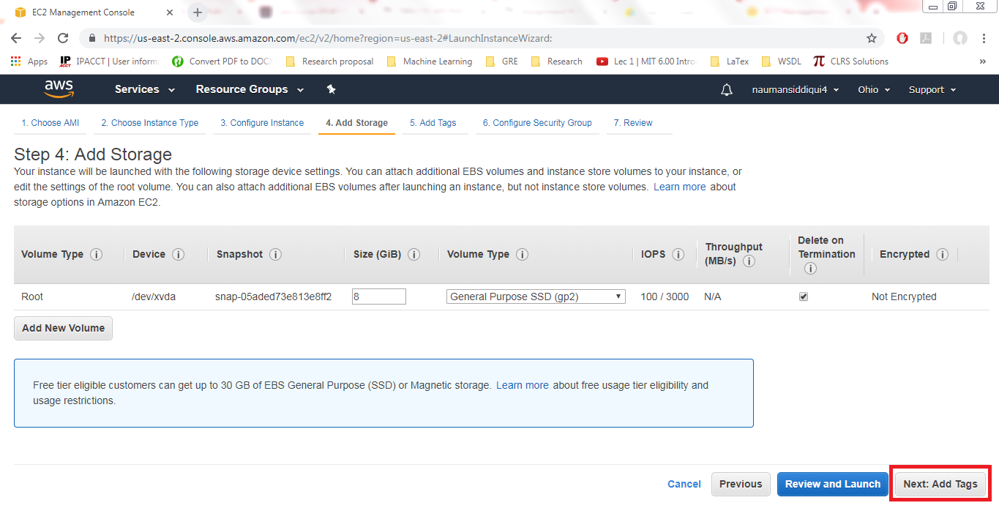 EC2 Management Console
https://us-east-2.console.aws.amazon.com/ec2/v2/home?region=us-east-2#LaunchInstanceWizard:
Apps IPACCT | User inform Convert PDF to DOC Research proposal Machine Learning GRE Research Lec 1 | MIT 6.00 Intro LaTex WSDL CLRS Solutions
aws Services Resource Groups naumansiddiqui4 Ohio Support
1. Choose AMI 2. Choose Instance Type 3. Configure Instance 4. Add Storage 5. Add Tags 6. Configure Security Group 7. Review
Step 4: Add Storage
Your instance will be launched with the following storage device settings. You can attach additional EBS volumes and instance store volumes to your instance, or
edit the settings of the root volume. You can also attach additional EBS volumes after launching an instance, but not instance store volumes. Learn more about
storage options in Amazon EC2.
Volume Type Device Snapshot Size (GiB) Volume Type IOPS Throughput (MB/s) Delete on Termination Encrypted
Root /dev/xvda snap-05aded73e813e8ff2 8 General Purpose SSD (gp2) 100 / 3000 N/A Not Encrypted
Add New Volume
Free tier eligible customers can get up to 30 GB of EBS General Purpose (SSD) or Magnetic storage. Learn more about free usage tier eligibility and
usage restrictions.
Cancel Previous Review and Launch Next: Add Tags